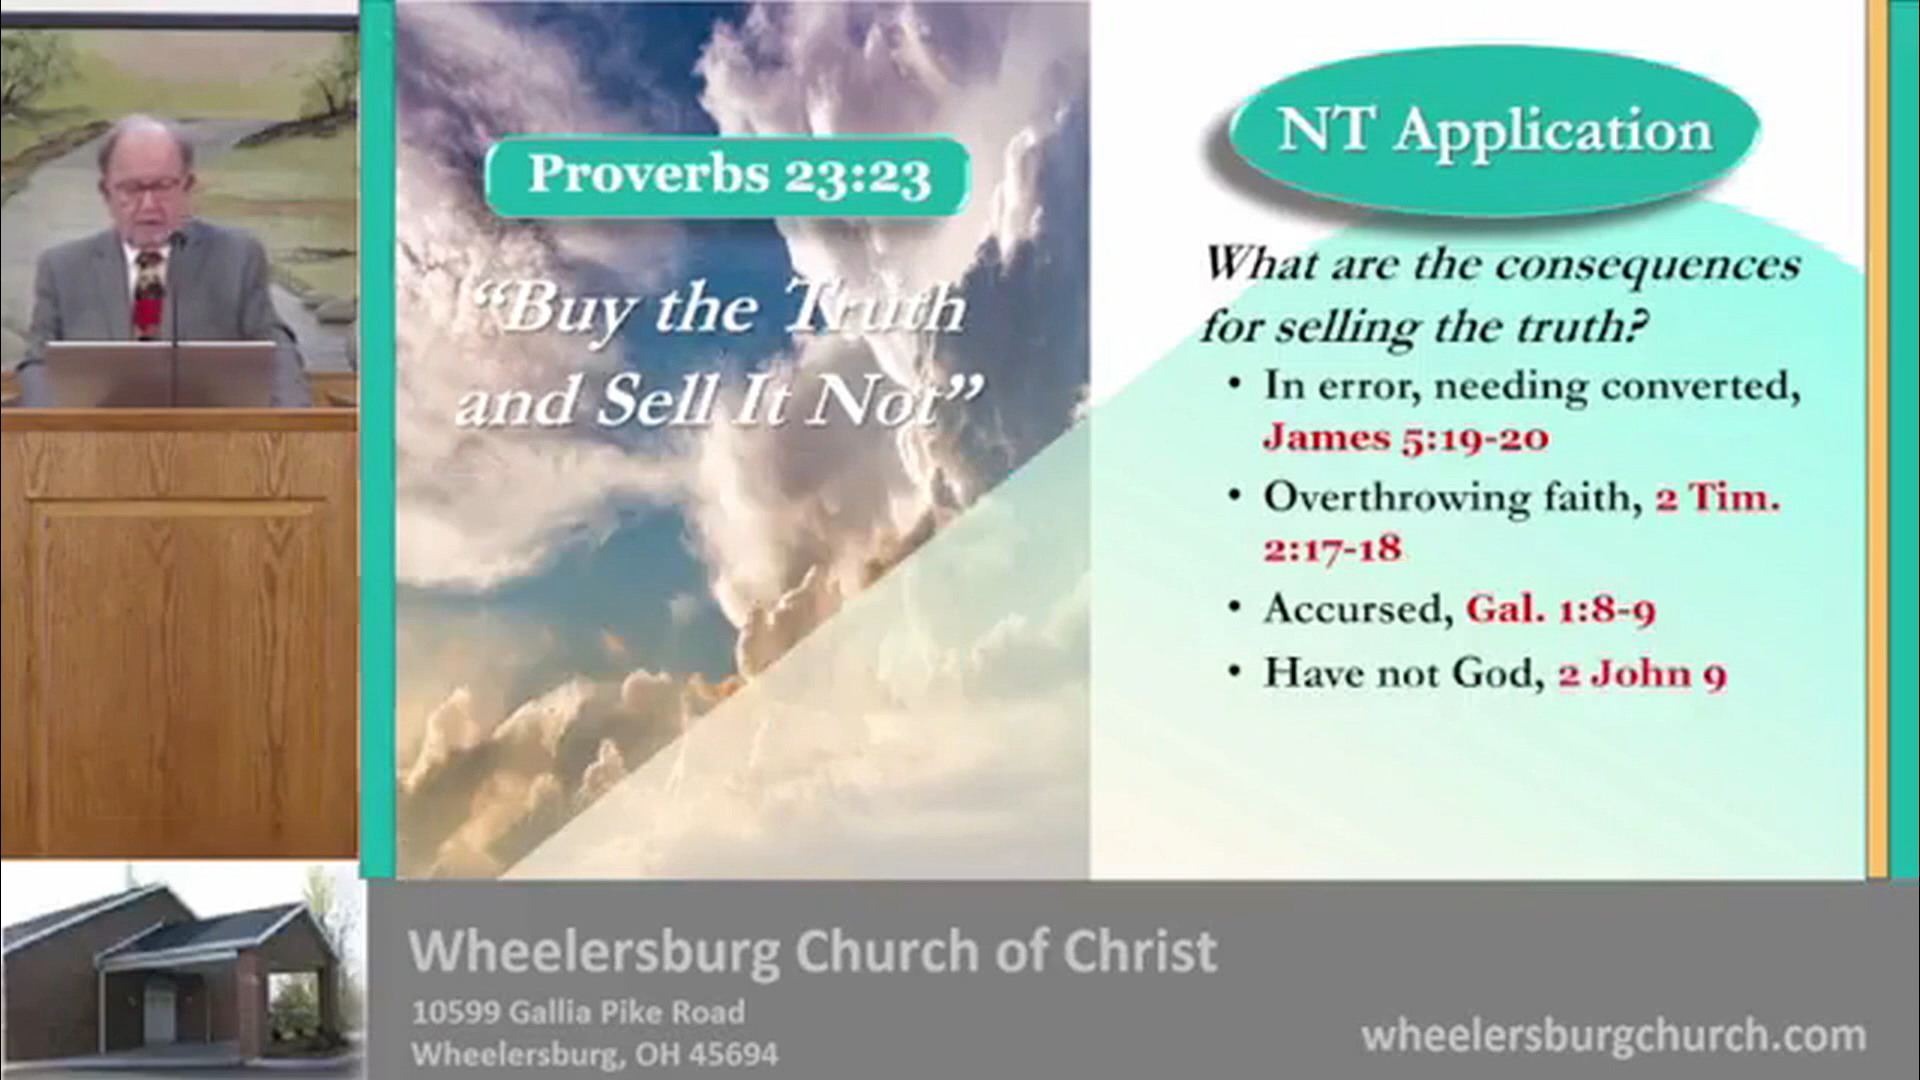 Proverbs 23:23
“Buy the Truth
and Sell It Not”
NT Application
What are the consequences
for selling the truth?
• In error, needing converted,
James 5:19-20
• Overthrowing faith, 2 Tim.
2:17-18
• Accursed, Gal. 1:8-9
• Have not God, 2 John 9
Wheelersburg Church of Christ
10599 Gallia Pike Road
Wheelersburg, OH 45694
wheelersburgchurch.com